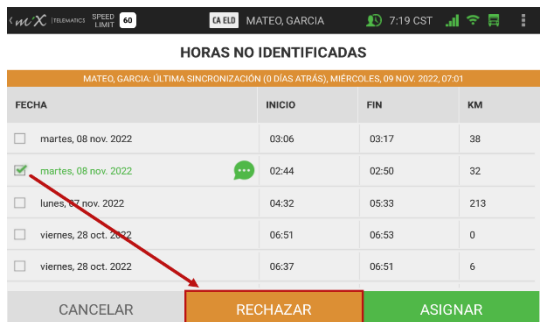 mX TELEMATICS SPEED LIMIT 60 CA ELD MATEO, GARCIA 7:19 CST
HORAS NO IDENTIFICADAS
MATEO, GARCIA: ÚLTIMA SINCRONIZACIÓN (0 DÍAS ATRÁS), MIÉRCOLES, 09 NOV. 2022, 07:01
FECHA INICIO FIN KM
martes, 08 nov. 2022 03:06 03:17 38
martes, 08 nov. 2022 02:44 02:50 32
lunes, 07 nov. 2022 04:32 05:33 213
viernes, 28 oct. 2022 06:51 06:53 0
viernes, 28 oct. 2022 06:37 06:51 6
CANCELAR RECHAZAR ASIGNAR